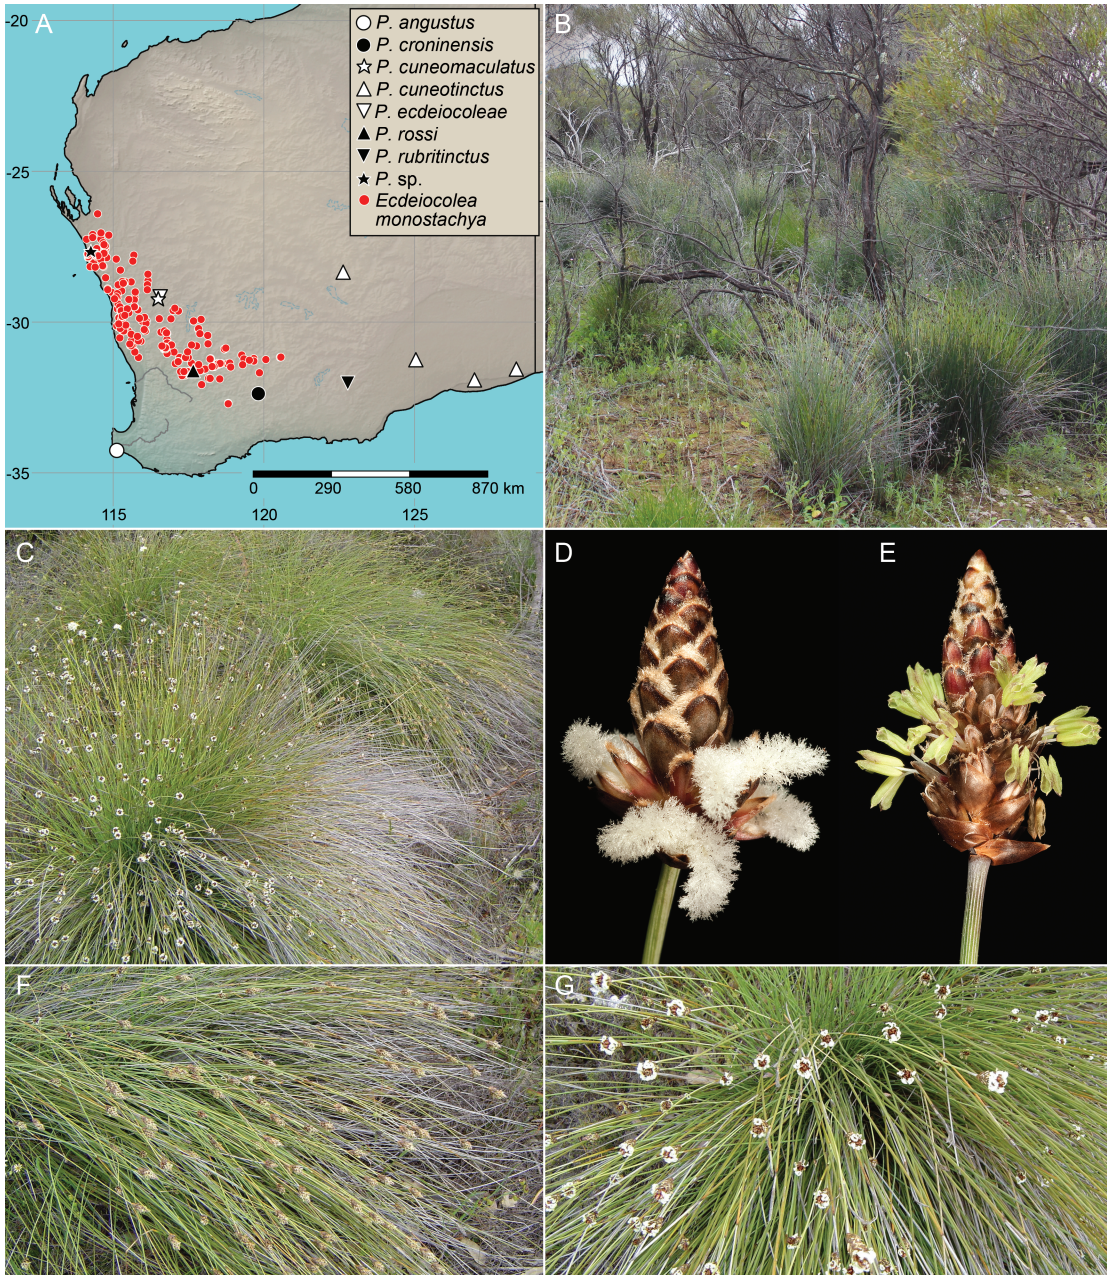 A
-20
-25
-30
-35
115
120
125
P. angustus
P. croninensis
P. cuneomaculatus
P. cuneotinctus
P. ecdeiocoleae
P. rossi
P. rubritinctus
P. sp.
Ecdeiocolea
monostachya
0 290 580 870 km
B
C
D
E
F
G